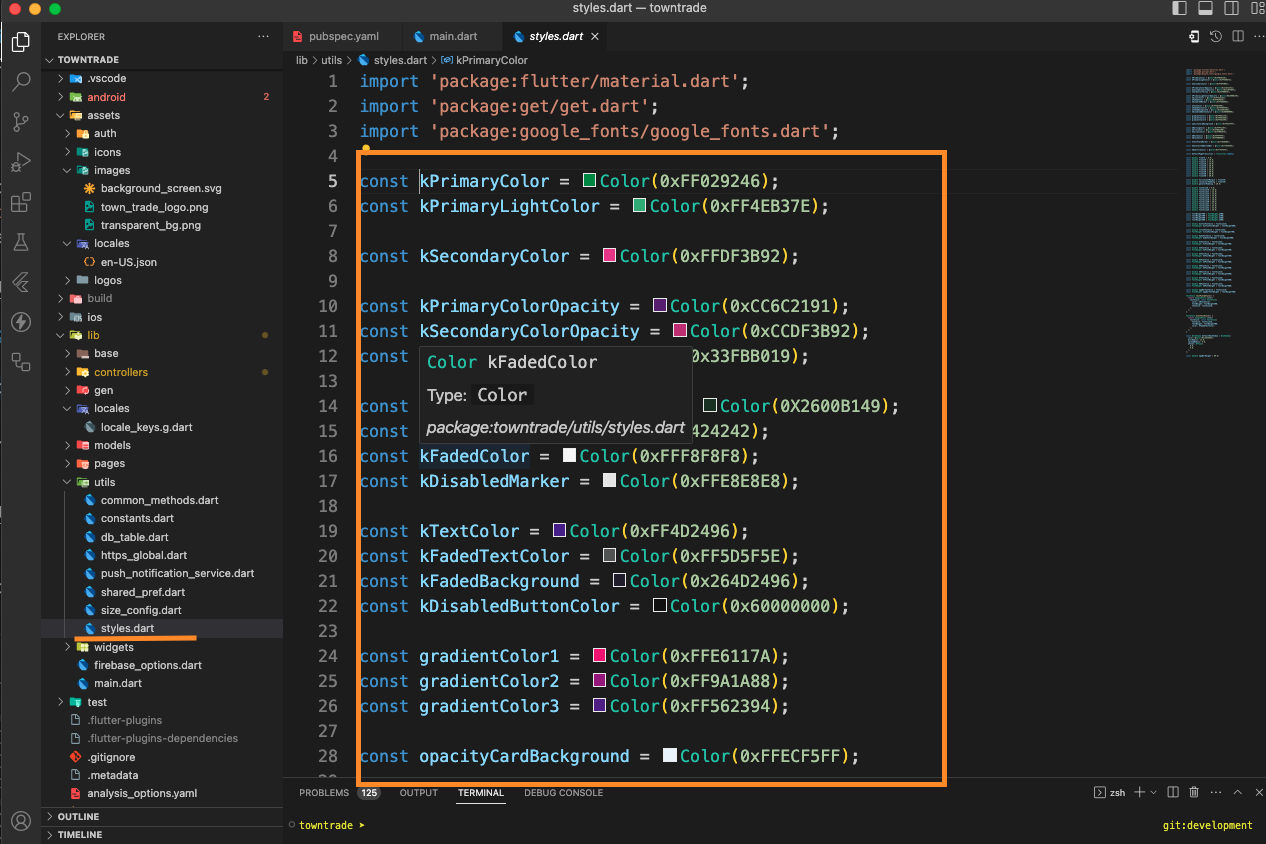 styles.dart — towntrade
EXPLORER
TOWNTRADE
.vscode
android 2
assets
auth
icons
images
background_screen.svg
town_trade_logo.png
transparent_bg.png
locales
en-US.json
logos
build
ios
lib
base
controllers
gen
locales
locale_keys.g.dart
models
pages
utils
common_methods.dart
constants.dart
db_table.dart
https_global.dart
push_notification_service.dart
shared_pref.dart
size_config.dart
styles.dart
widgets
firebase_options.dart
main.dart
test
.flutter-plugins
.flutter-plugins-dependencies
.gitignore
.metadata
analysis_options.yaml
OUTLINE
TIMELINE
pubspec.yaml main.dart styles.dart
lib > utils > styles.dart > kPrimaryColor
1 import 'package:flutter/material.dart';
2 import 'package:get/get.dart';
3 import 'package:google_fonts/google_fonts.dart';
4
5 const kPrimaryColor = Color(0xFF029246);
6 const kPrimaryLightColor = Color(0xFF4EB37E);
7
8 const kSecondaryColor = Color(0xFFDF3B92);
9
10 const kPrimaryColorOpacity = Color(0xCC6C2191);
11 const kSecondaryColorOpacity = Color(0xCCDF3B92);
12 const 0x33FBB019);
13
14 const Color(0X2600B149);
15 const 424242);
16 const kFadedColor = Color(0xFFF8F8F8);
17 const kDisabledMarker = Color(0xFFE8E8E8);
18
19 const kTextColor = Color(0xFF4D2496);
20 const kFadedTextColor = Color(0xFF5D5F5E);
21 const kFadedBackground = Color(0x264D2496);
22 const kDisabledButtonColor = Color(0x60000000);
23
24 const gradientColor1 = Color(0xFFE6117A);
25 const gradientColor2 = Color(0xFF9A1A88);
26 const gradientColor3 = Color(0xFF562394);
27
28 const opacityCardBackground = Color(0xFFECF5FF);
Color kFadedColor
Type: Color
package:towntrade/utils/styles.dart
PROBLEMS 125 OUTPUT TERMINAL DEBUG CONSOLE zsh
towntrade ➤ git:development